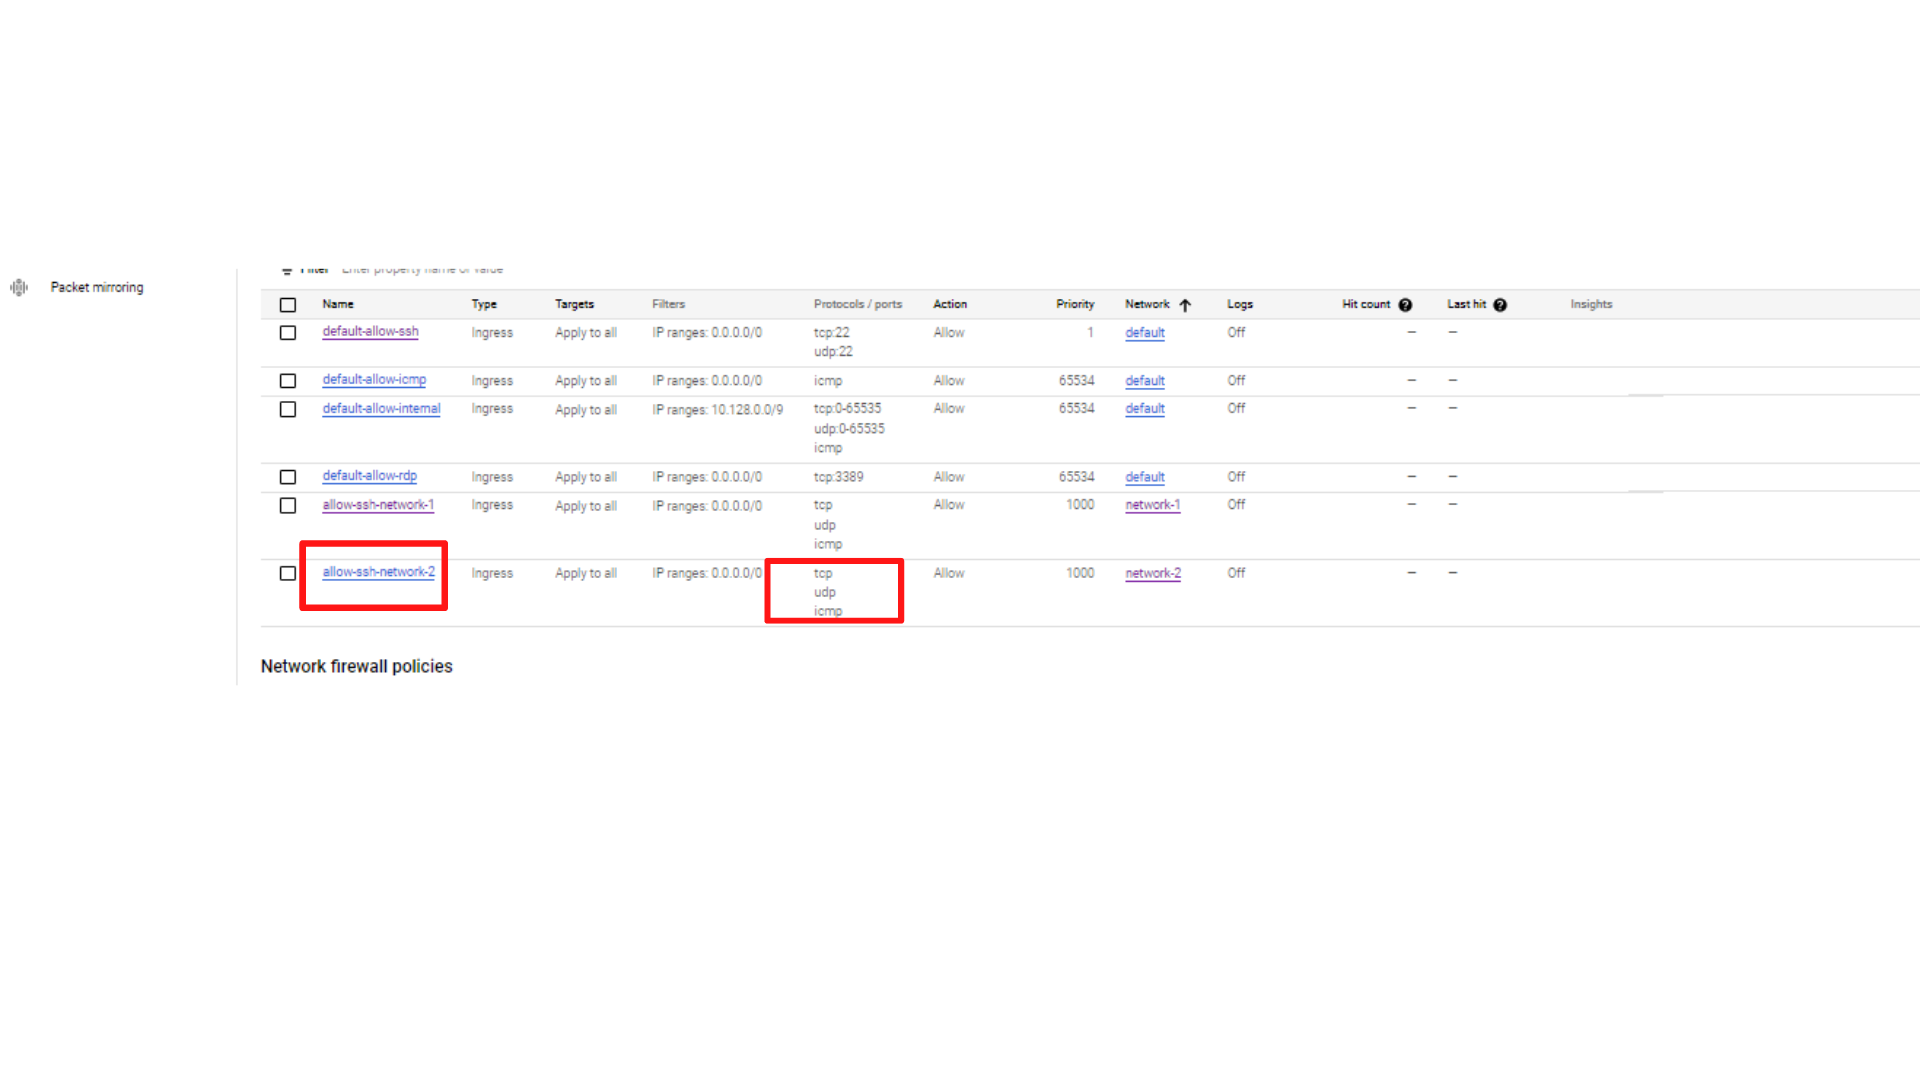 Filter Enter property name or value
Packet mirroring
Name Type Targets Filters Protocols / ports Action Priority Network Logs Hit count Last hit Insights
default-allow-ssh Ingress Apply to all IP ranges: 0.0.0.0/0 tcp:22 Allow 1 default Off — —
udp:22
default-allow-icmp Ingress Apply to all IP ranges: 0.0.0.0/0 icmp Allow 65534 default Off — —
default-allow-internal Ingress Apply to all IP ranges: 10.128.0.0/9 tcp:0-65535 Allow 65534 default Off — —
udp:0-65535
icmp
default-allow-rdp Ingress Apply to all IP ranges: 0.0.0.0/0 tcp:3389 Allow 65534 default Off — —
allow-ssh-network-1 Ingress Apply to all IP ranges: 0.0.0.0/0 tcp Allow 1000 network-1 Off — —
udp
icmp
allow-ssh-network-2 Ingress Apply to all IP ranges: 0.0.0.0/0 tcp Allow 1000 network-2 Off — —
udp
icmp
Network firewall policies